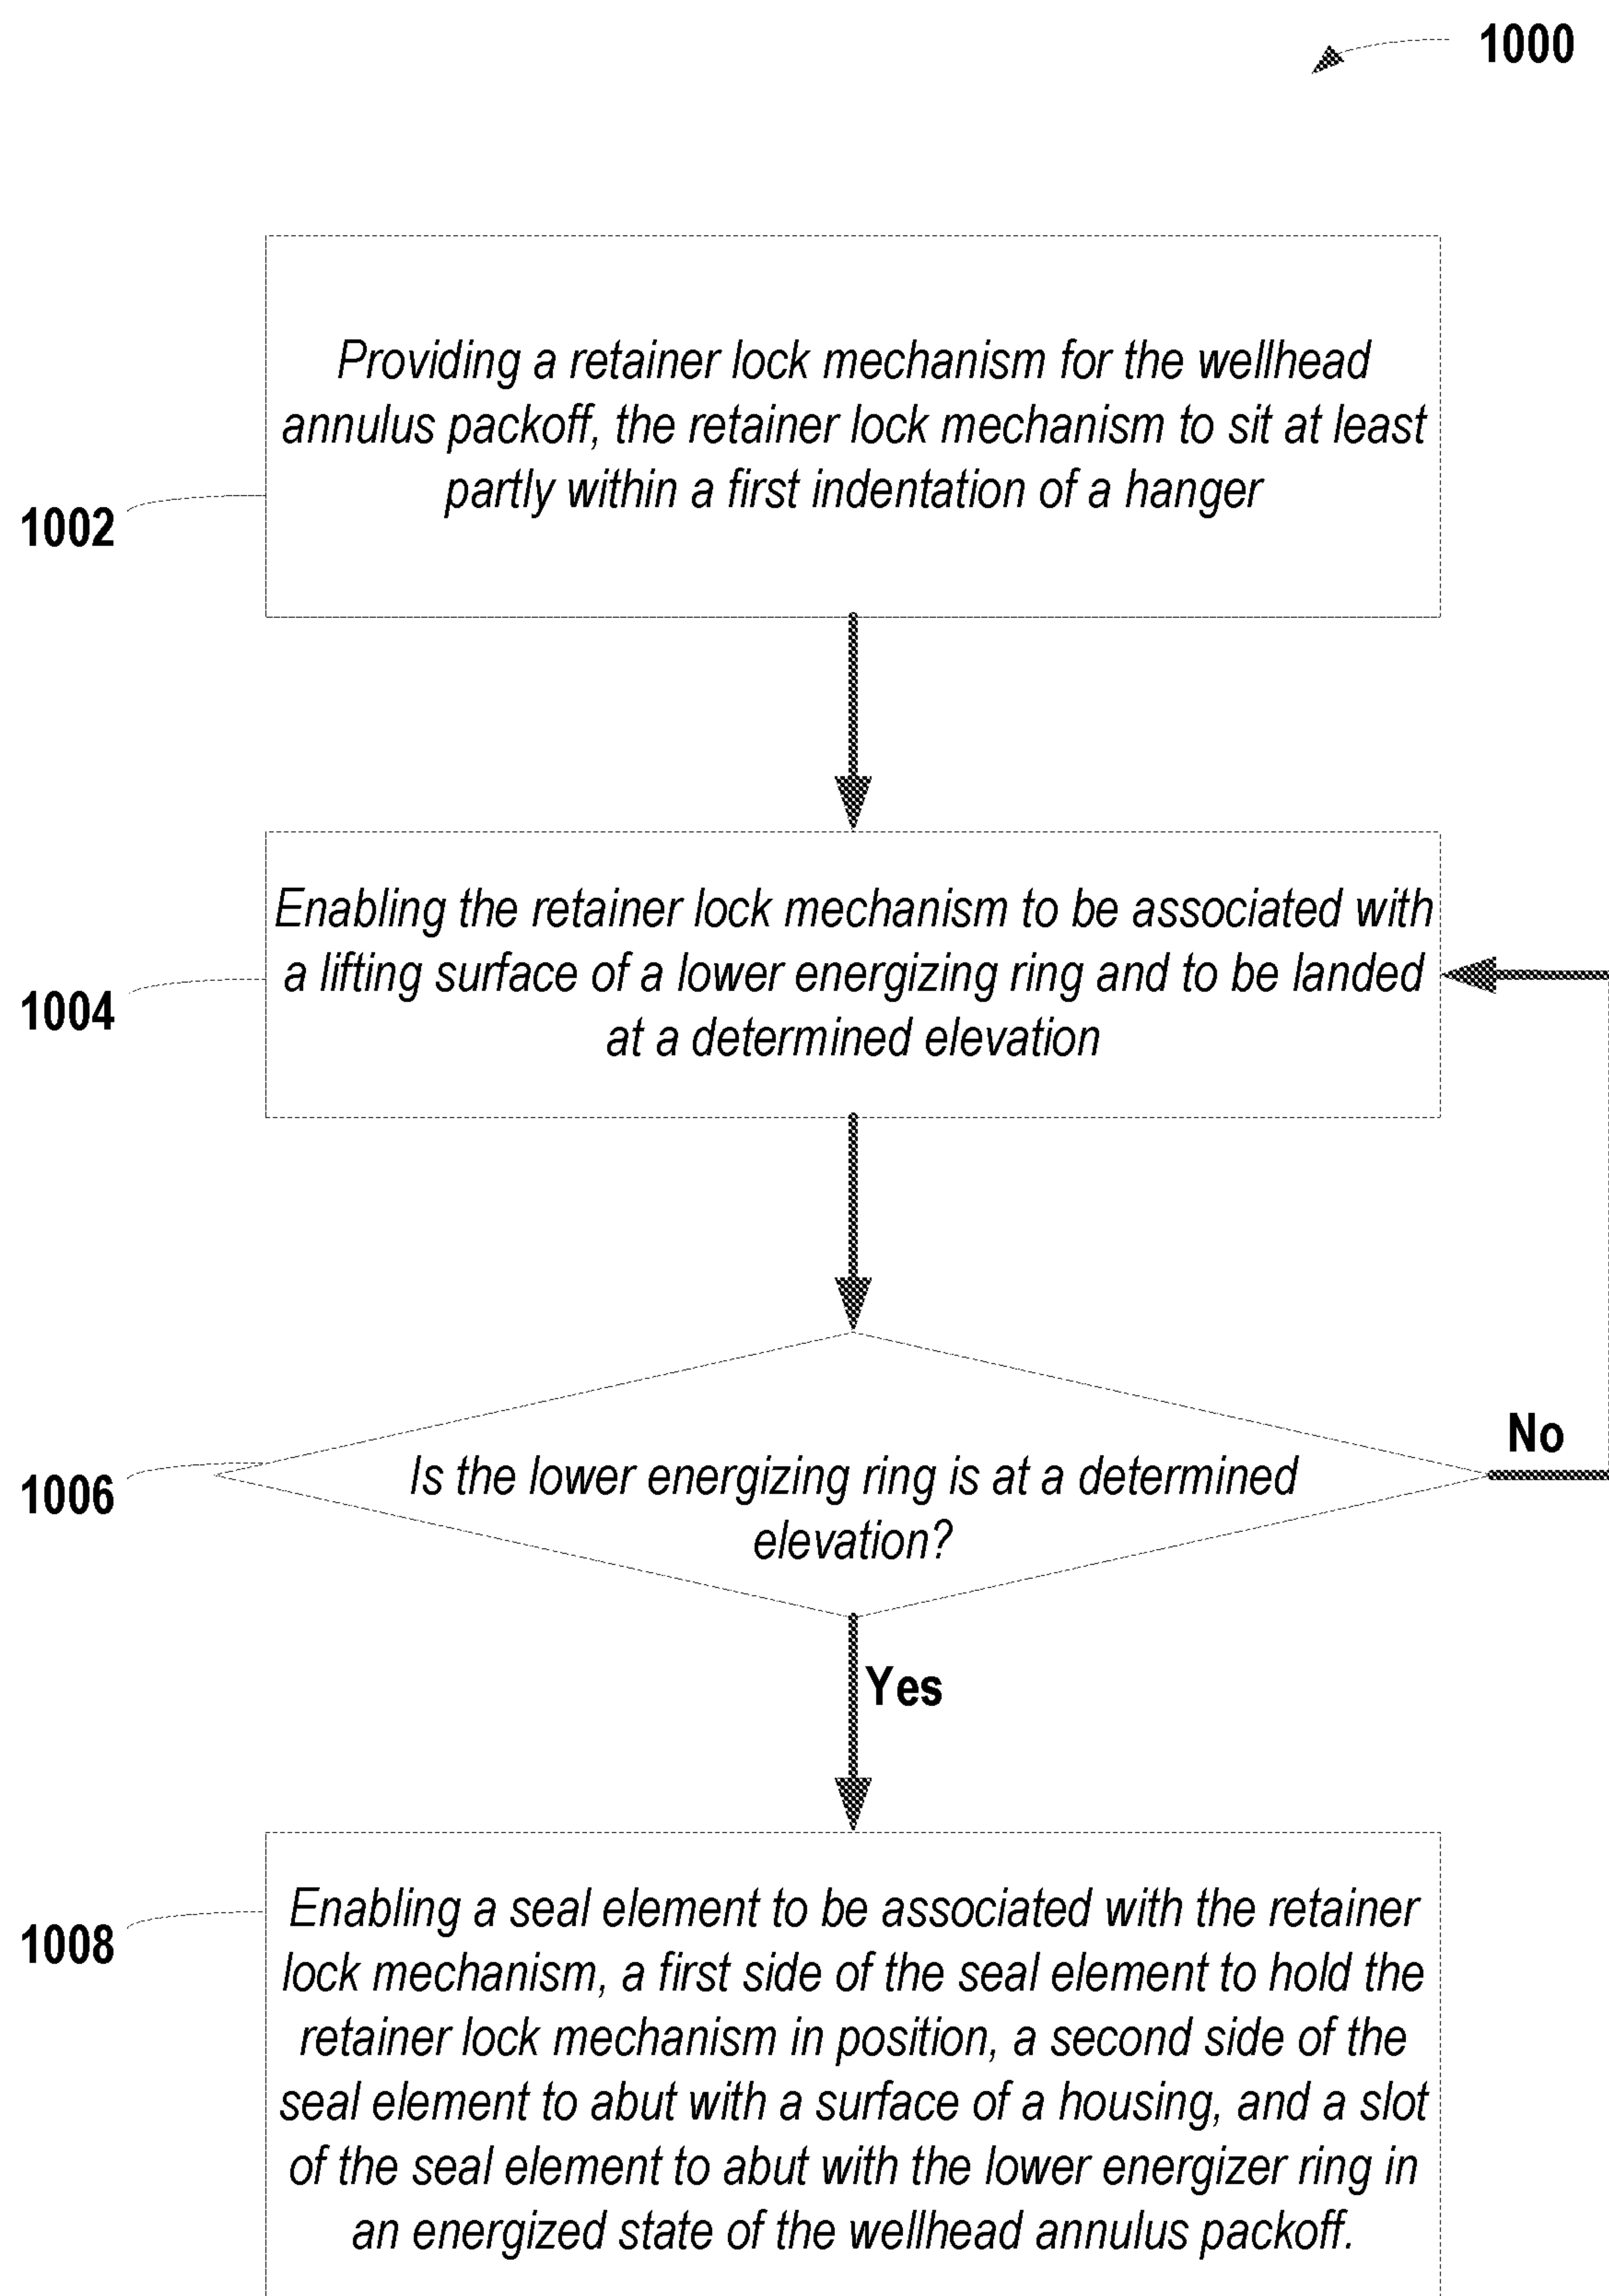 1000
Providing a retainer lock mechanism for the wellhead
annulus packoff, the retainer lock mechanism to sit at least
partly within a first indentation of a hanger
1002
Enabling the retainer lock mechanism to be associated with
a lifting surface of a lower energizing ring and to be landed
at a determined elevation
1004
Is the lower energizing ring is at a determined
elevation?
1006
No
Yes
Enabling a seal element to be associated with the retainer
lock mechanism, a first side of the seal element to hold the
retainer lock mechanism in position, a second side of the
seal element to abut with a surface of a housing, and a slot
of the seal element to abut with the lower energizer ring in
an energized state of the wellhead annulus packoff.
1008